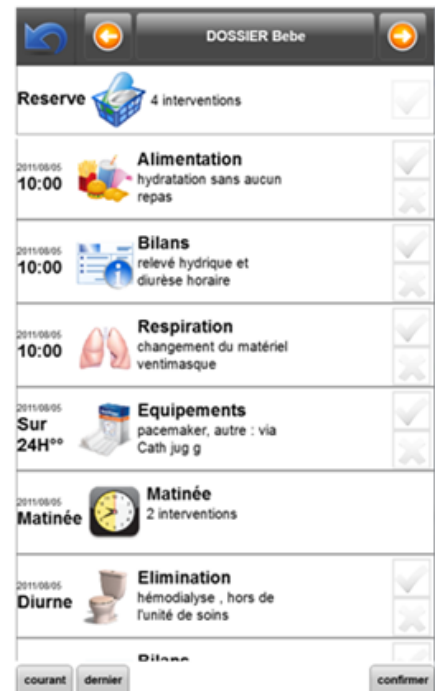 DOSSIER Bebe
Reserve
4 interventions
2011/08/05
10:00
Alimentation
hydratation sans aucun
repas
2011/08/05
10:00
Bilans
relevé hydrique et
diurèse horaire
2011/08/05
10:00
Respiration
changement du matériel
ventimasque
2011/08/05
Sur
24H°°
Equipements
pacemaker, autre : via
Cath jug g
2011/08/05
Matinée
Matinée
2 interventions
2011/08/05
Diurne
Elimination
hémodialyse , hors de
l'unité de soins
Bilans
courant
dernier
confirmer